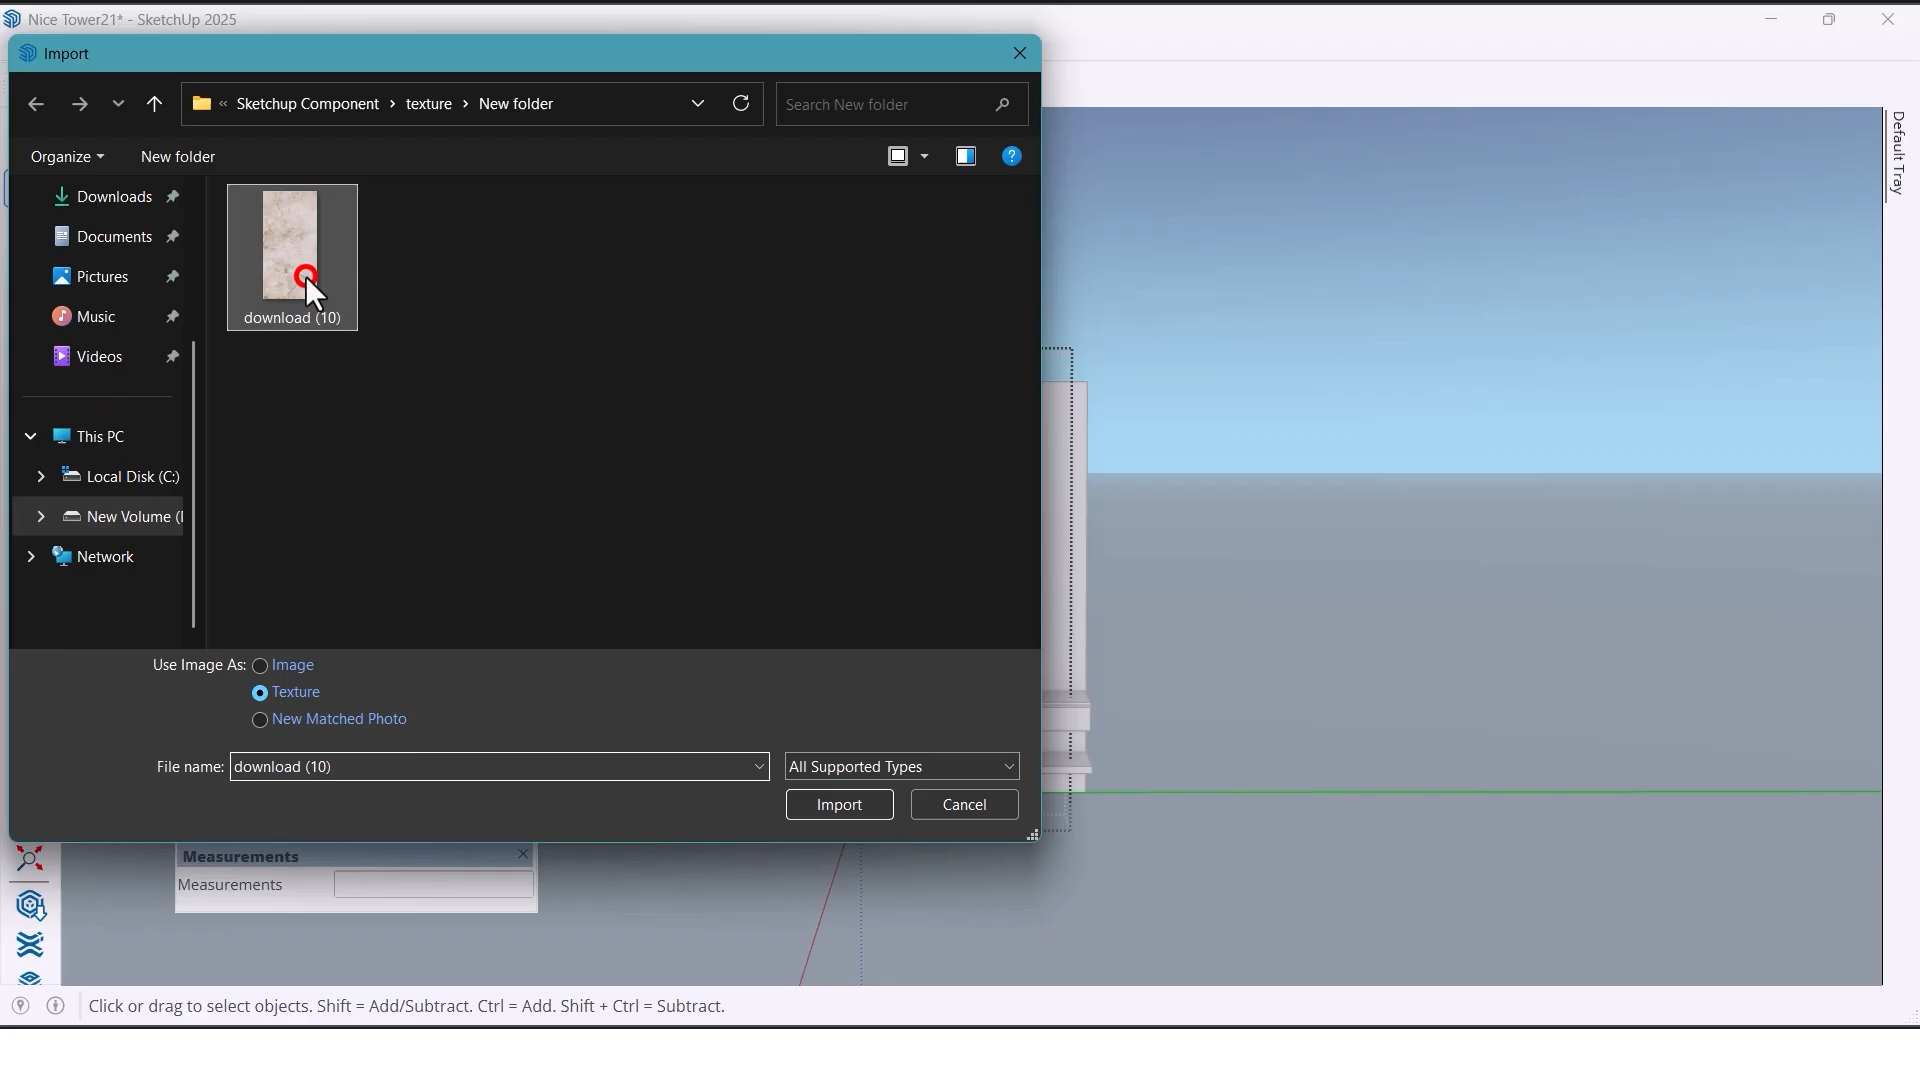 Nice Tower21* - SketchUp 2025
Import
« Sketchup Component > texture > New folder
Search New folder
Organize
New folder
Default Tray
Downloads
Documents
Pictures
Music
Videos
This PC
Local Disk (C:)
New Volume (
Network
download (10)
Use Image As: Image
Texture
New Matched Photo
File name: download (10)
All Supported Types
Import
Cancel
Measurements
Measurements
Click or drag to select objects. Shift = Add/Subtract. Ctrl = Add. Shift + Ctrl = Subtract.